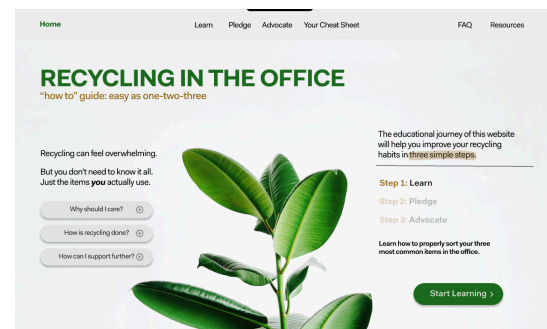 Home
Learn
Pledge
Advocate
Your Cheat Sheet
FAQ
Resources
RECYCLING IN THE OFFICE
“how to” guide: easy as one-two-three
Recycling can feel overwhelming.
But you don't need to know it all.
Just the items you actually use.
Why should I care?
How is recycling done?
How can I support further?
The educational journey of this website
will help you improve your recycling
habits in three simple steps.
Step 1: Learn
Step 2: Pledge
Step 3: Advocate
Learn how to properly sort your three
most common items in the office.
Start Learning